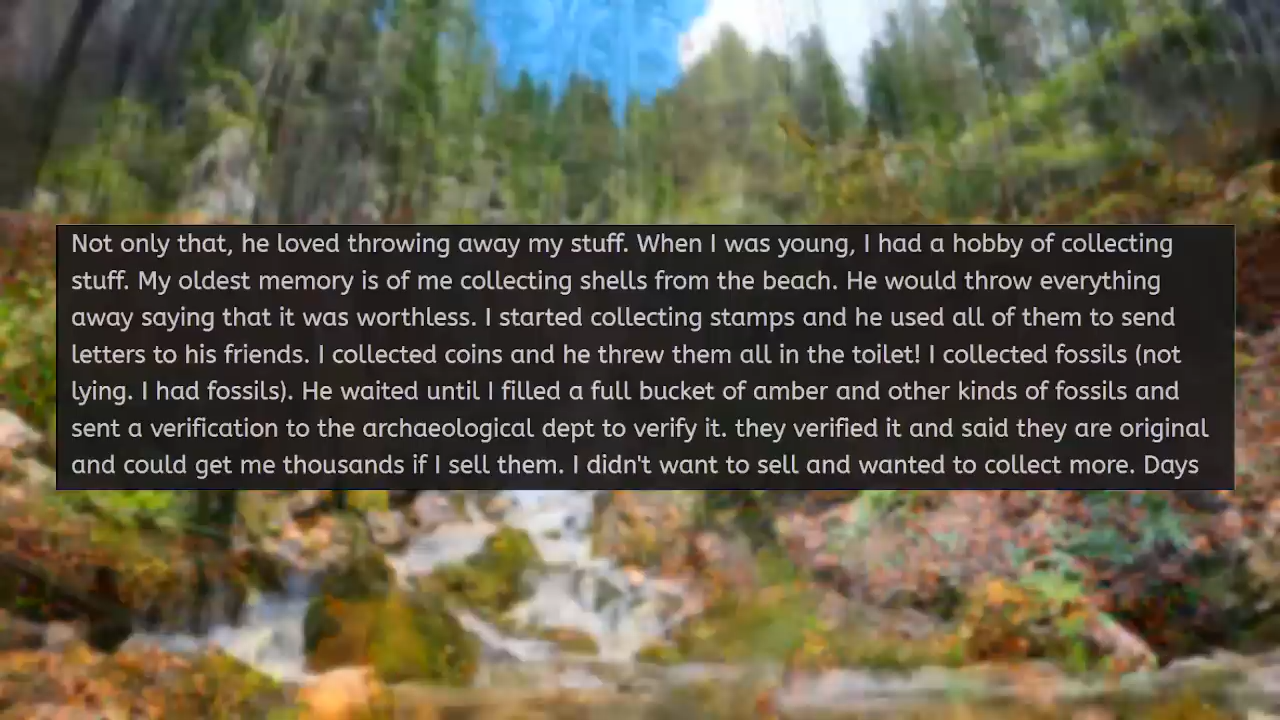 Not only that, he loved throwing away my stuff. When I was young, I had a hobby of collecting
stuff. My oldest memory is of me collecting shells from the beach. He would throw everything
away saying that it was worthless. I started collecting stamps and he used all of them to send
letters to his friends. I collected coins and he threw them all in the toilet! I collected fossils (not
lying. I had fossils). He waited until I filled a full bucket of amber and other kinds of fossils and
sent a verification to the archaeological dept to verify it. they verified it and said they are original
and could get me thousands if I sell them. I didn't want to sell and wanted to collect more. Days